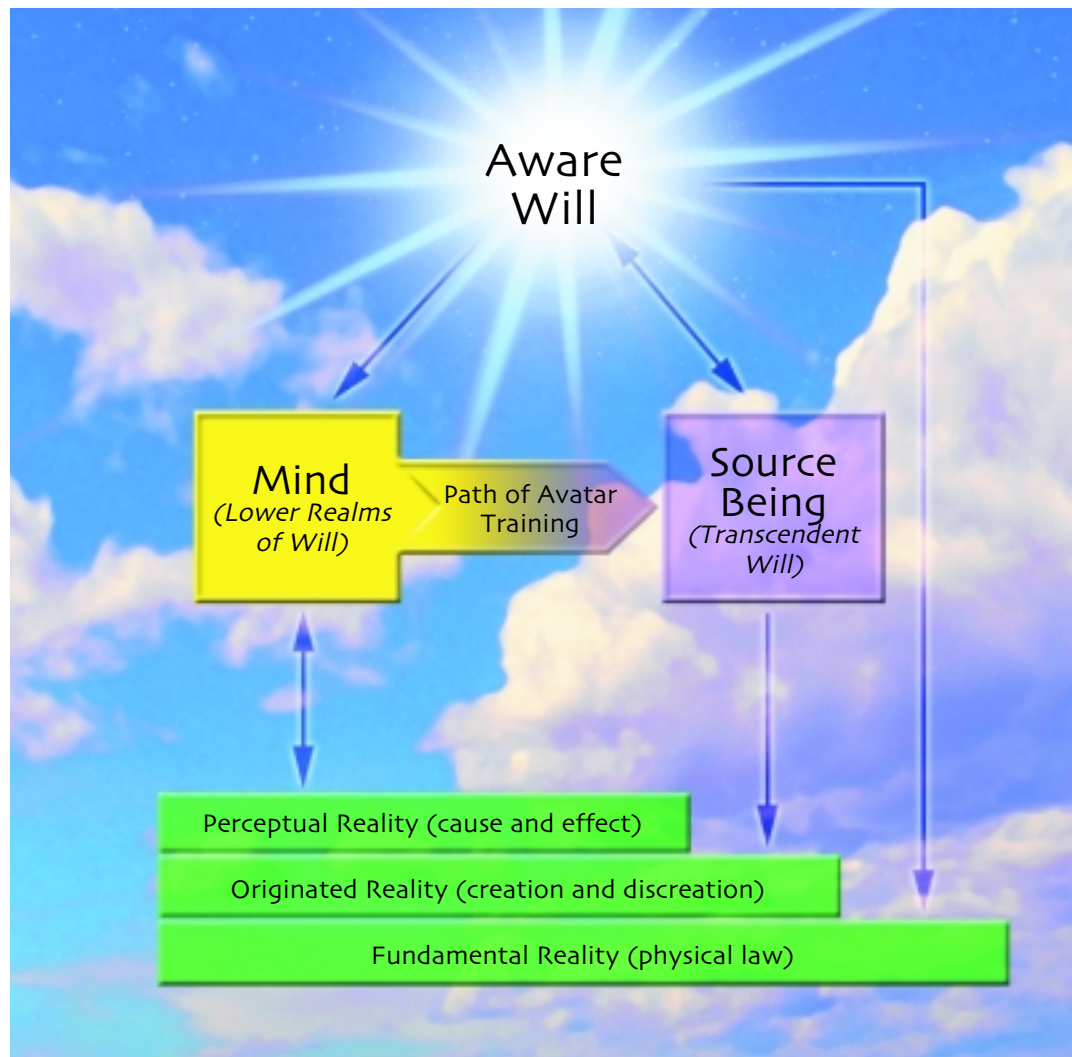 Aware
Will
Mind
(Lower Realms
of Will)
Path of Avatar
Training
Source
Being
(Transcendent
Will)
Perceptual Reality (cause and effect)
Originated Reality (creation and discreation)
Fundamental Reality (physical law)